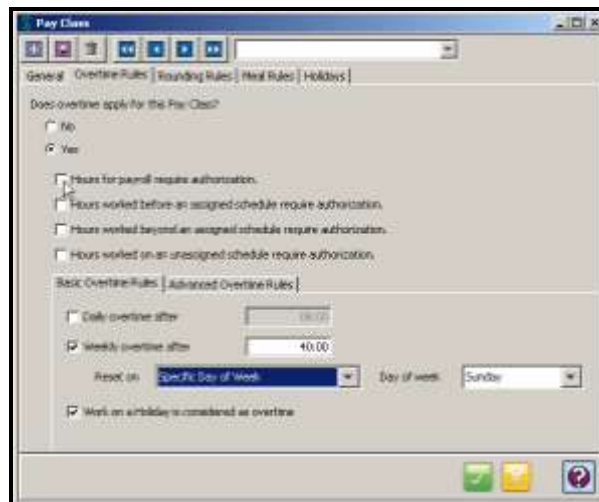 Pay Class
General Overtime Rules Rounding Rules Meal Rules Holidays
Does overtime apply for this Pay Class?
No
Yes
Hours for payroll require authorization.
Hours worked before an assigned schedule require authorization.
Hours worked beyond an assigned schedule require authorization.
Hours worked on an unassigned schedule require authorization.
Basic Overtime Rules Advanced Overtime Rules
Daily overtime after
Weekly overtime after 40:00
Reset on Specific Day of Week Day of week Sunday
Work on a Holiday is considered as overtime